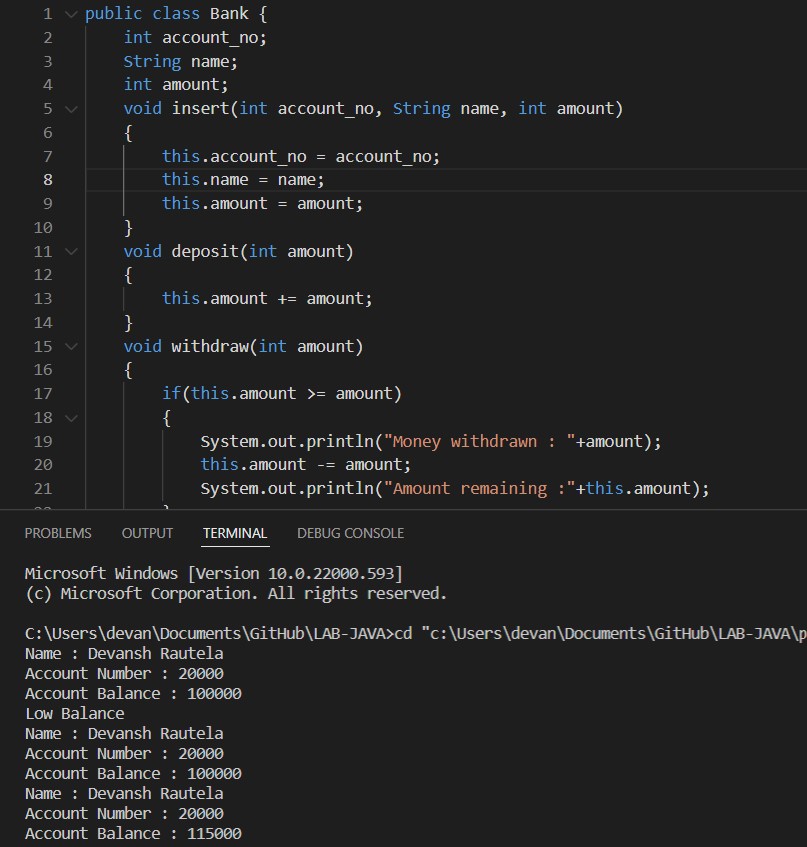 1 public class Bank {
2 int account_no;
3 String name;
4 int amount;
5 void insert(int account_no, String name, int amount)
6 {
7 this.account_no = account_no;
8 this.name = name;
9 this.amount = amount;
10 }
11 void deposit(int amount)
12 {
13 this.amount += amount;
14 }
15 void withdraw(int amount)
16 {
17 if(this.amount >= amount)
18 {
19 System.out.println("Money withdrawn : "+amount);
20 this.amount -= amount;
21 System.out.println("Amount remaining :"+this.amount);
PROBLEMS OUTPUT TERMINAL DEBUG CONSOLE
Microsoft Windows [Version 10.0.22000.593]
(c) Microsoft Corporation. All rights reserved.
C:\Users\devan\Documents\GitHub\LAB-JAVA>cd "c:\Users\devan\Documents\GitHub\LAB-JAVA\p
Name : Devansh Rautela
Account Number : 20000
Account Balance : 100000
Low Balance
Name : Devansh Rautela
Account Number : 20000
Account Balance : 100000
Name : Devansh Rautela
Account Number : 20000
Account Balance : 115000